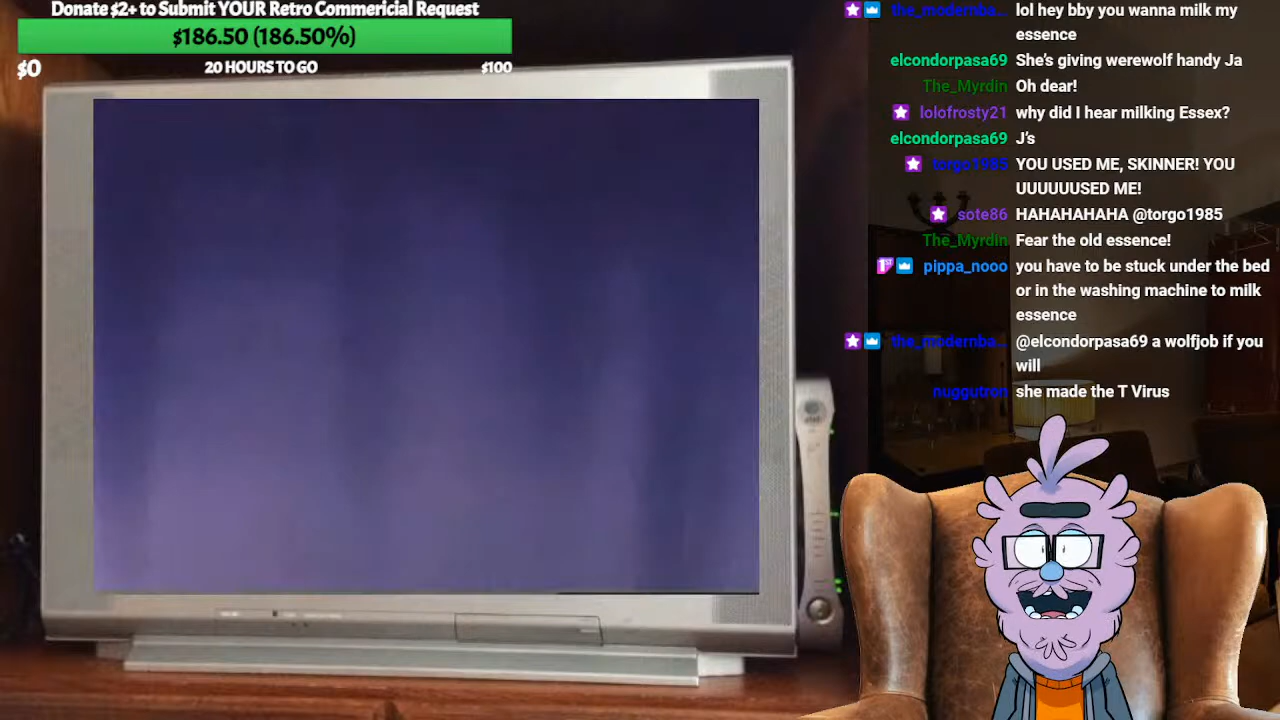 Donate $2+ to Submit YOUR Retro Commericial Request
$186.50 (186.50%)
$0
20 HOURS TO GO
$100
the_modernba... lol hey bby you wanna milk my
essence
elcondorpasa69 She's giving werewolf handy Ja
The_Myrdin Oh dear!
lolofrosty21 why did I hear milking Essex?
elcondorpasa69 J's
torgo1985 YOU USED ME, SKINNER! YOU
UUUUUUSED ME!
sote86 HAHAHAHAHA @torgo1985
The_Myrdin Fear the old essence!
pippa_nooo you have to be stuck under the bed
or in the washing machine to milk
essence
the_modernba... @elcondorpasa69 a wolfjob if you
will
nuggutron she made the T Virus